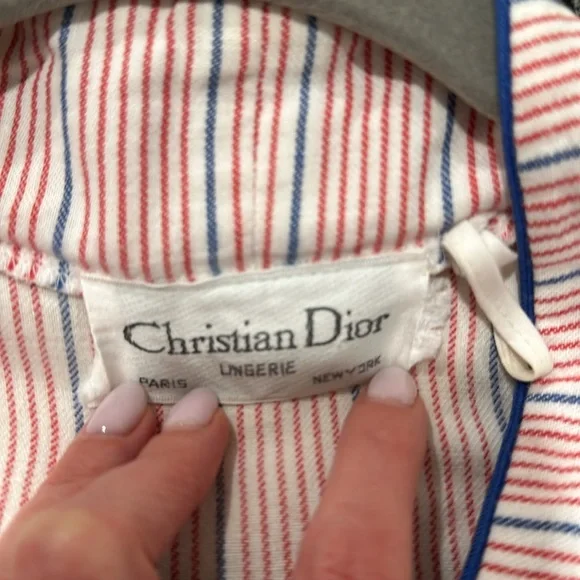 Christian Dior
LINGERIE
PARIS NEW YORK